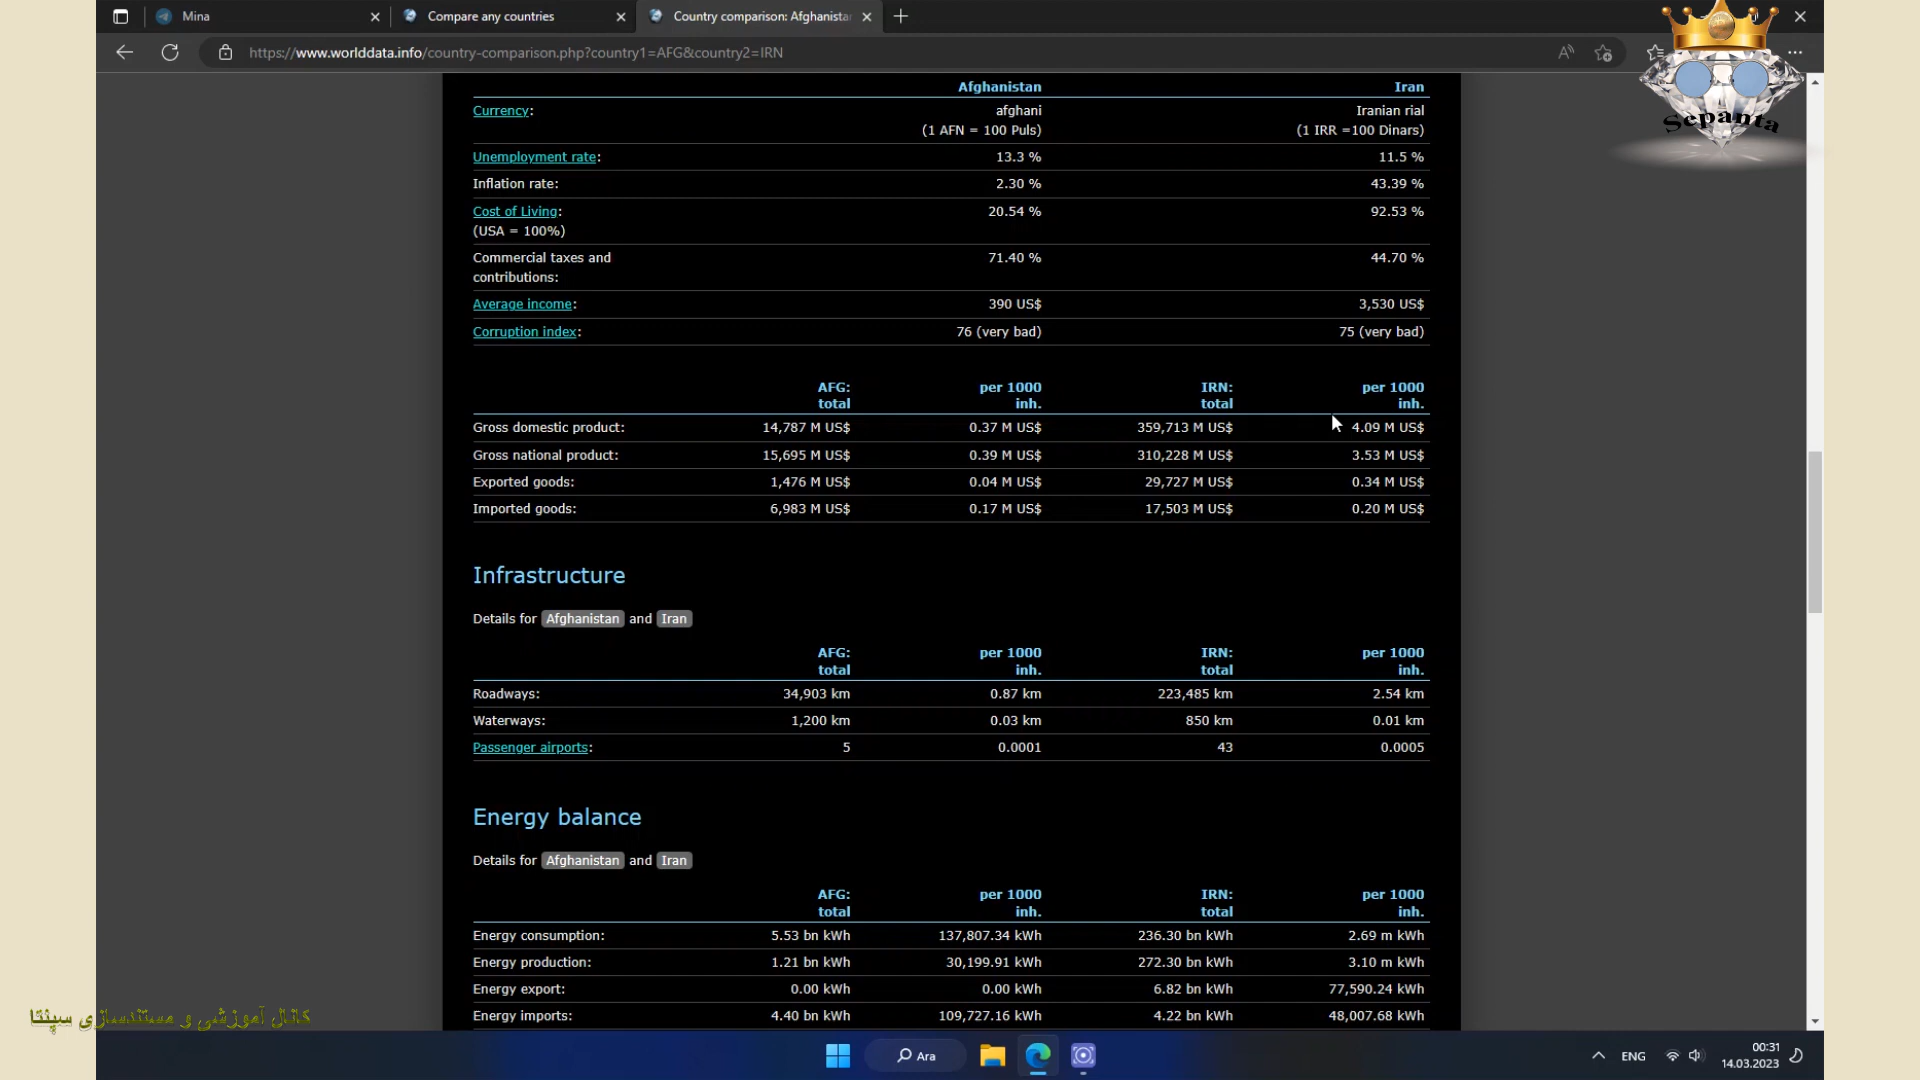 Mina
Compare any countries
Country comparison: Afghanista
https://www.worlddata.info/country-comparison.php?country1=AFG&country2=IRN
Sepanta
Afghanistan Iran
Currency: afghani Iranian rial
(1 AFN = 100 Puls) (1 IRR =100 Dinars)
Unemployment rate: 13.3 % 11.5 %
Inflation rate: 2.30 % 43.39 %
Cost of Living: 20.54 % 92.53 %
(USA = 100%)
Commercial taxes and 71.40 % 44.70 %
contributions:
Average income: 390 US$ 3,530 US$
Corruption index: 76 (very bad) 75 (very bad)
AFG: per 1000 IRN: per 1000
total inh. total inh.
Gross domestic product: 14,787 M US$ 0.37 M US$ 359,713 M US$ 4.09 M US$
Gross national product: 15,695 M US$ 0.39 M US$ 310,228 M US$ 3.53 M US$
Exported goods: 1,476 M US$ 0.04 M US$ 29,727 M US$ 0.34 M US$
Imported goods: 6,983 M US$ 0.17 M US$ 17,503 M US$ 0.20 M US$
Infrastructure
Details for Afghanistan and Iran
AFG: per 1000 IRN: per 1000
total inh. total inh.
Roadways: 34,903 km 0.87 km 223,485 km 2.54 km
Waterways: 1,200 km 0.03 km 850 km 0.01 km
Passenger airports: 5 0.0001 43 0.0005
Energy balance
Details for Afghanistan and Iran
AFG: per 1000 IRN: per 1000
total inh. total inh.
Energy consumption: 5.53 bn kWh 137,807.34 kWh 236.30 bn kWh 2.69 m kWh
Energy production: 1.21 bn kWh 30,199.91 kWh 272.30 bn kWh 3.10 m kWh
Energy export: 0.00 kWh 0.00 kWh 6.82 bn kWh 77,590.24 kWh
Energy imports: 4.40 bn kWh 109,727.16 kWh 4.22 bn kWh 48,007.68 kWh
کانال آموزشی و مستندسازی سپنتا
Ara
ENG
00:31
14.03.2023